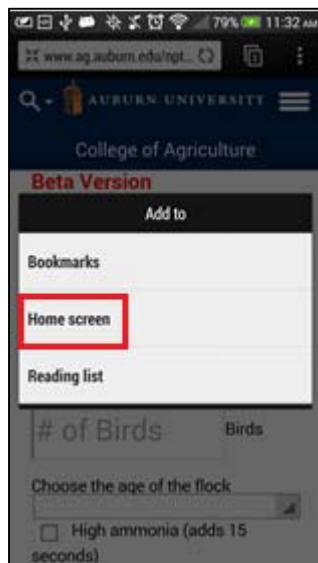 79% 11:32 AM
www.ag.auburn.edu/npt...
AUBURN UNIVERSITY
College of Agriculture
Beta Version
Add to
Bookmarks
Home screen
Reading list
# of Birds Birds
Choose the age of the flock
High ammonia (adds 15
seconds)